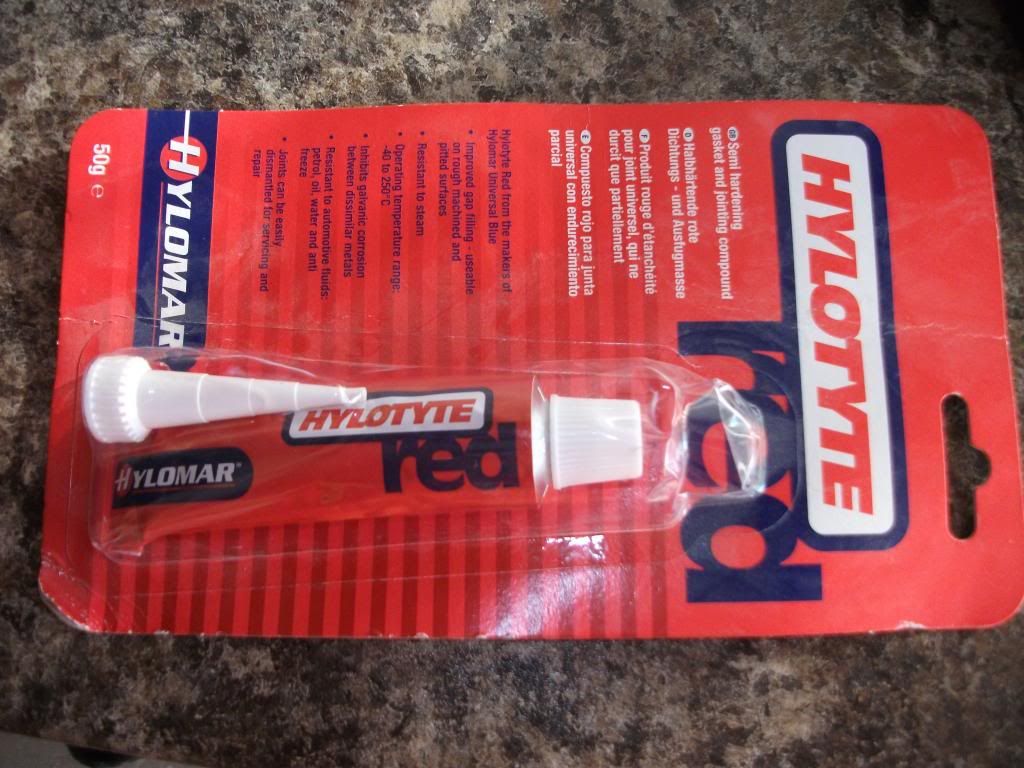 HYLOTYTE
red
GB Semi hardening
gasket and jointing compound
D Halbhärtende rote
Dichtungs - und Ausfugmasse
F Produit rouge d'étanchéité
pour joint universel, qui ne
durcit que partiellement
E Compuesto rojo para junta
universal con endurecimiento
parcial
Hylotyte Red from the makers of
Hylomar Universal Blue
• Improved gap filling - useable
on rough machined and
pitted surfaces
• Resistant to steam
• Operating temperature range:
-40 to 250°C
• Inhibits galvanic corrosion
between dissimilar metals
• Resistant to automotive fluids:
petrol, oil, water and anti
freeze
• Joints can be easily
dismantled for servicing and
repair
HYLOMAR
50g e
HYLOTYTE
red
HYLOMAR®